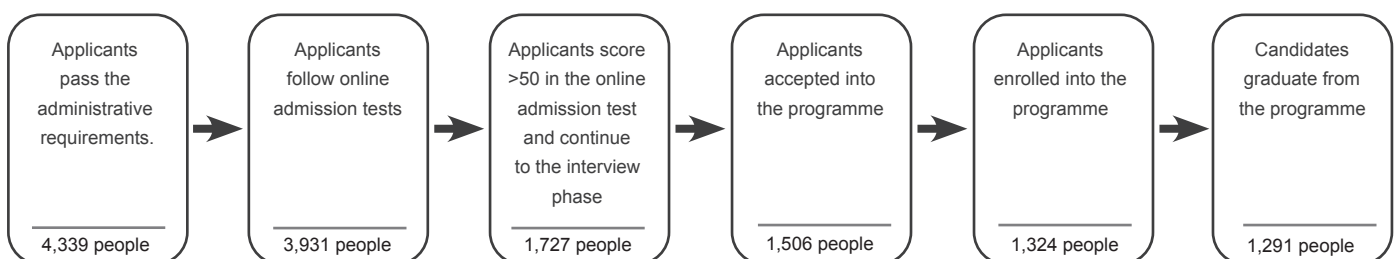 Applicants
pass the
administrative
requirements.
4,339 people
Applicants
follow online
admission tests
3,931 people
Applicants score
>50 in the online
admission test
and continue
to the interview
phase
1,727 people
Applicants
accepted into
the programme
1,506 people
Applicants
enrolled into the
programme
1,324 people
Candidates
graduate from
the programme
1,291 people